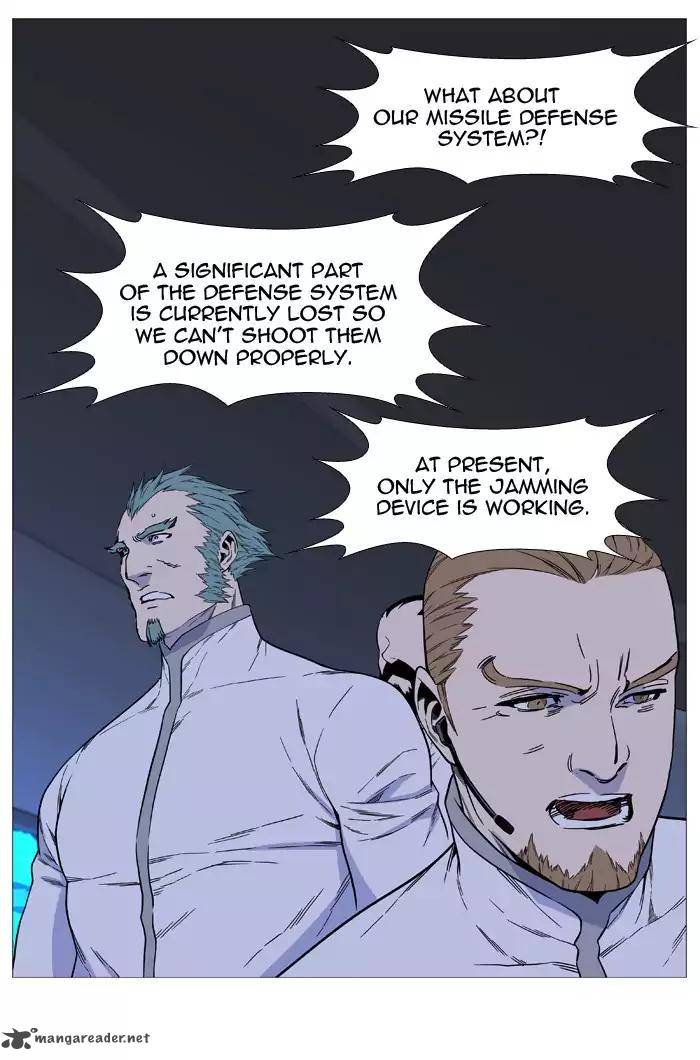 WHAT ABOUT
OUR MISSILE DEFENSE
SYSTEM?!
A SIGNIFICANT PART
OF THE DEFENSE SYSTEM
IS CURRENTLY LOST SO
WE CAN'T SHOOT THEM
DOWN PROPERLY.
AT PRESENT,
ONLY THE JAMMING
DEVICE IS WORKING.
mangareader.net